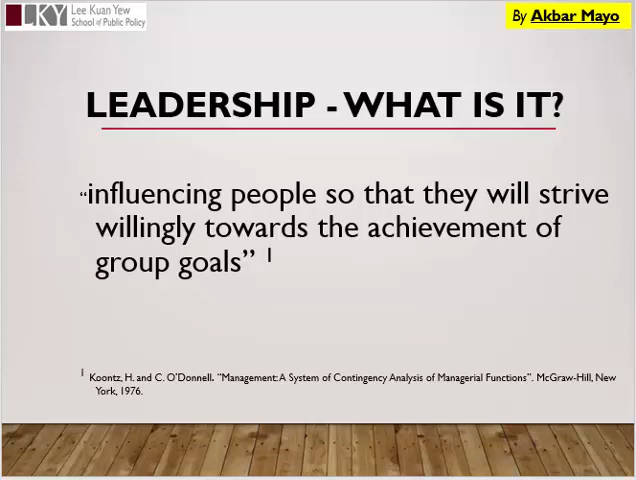 LKY Lee Kuan Yew
School of Public Policy
By Akbar Mayo
LEADERSHIP - WHAT IS IT?
“influencing people so that they will strive
willingly towards the achievement of
group goals” 1
1 Koontz, H. and C. O’Donnell. “Management: A System of Contingency Analysis of Managerial Functions”. McGraw-Hill, New
York, 1976.